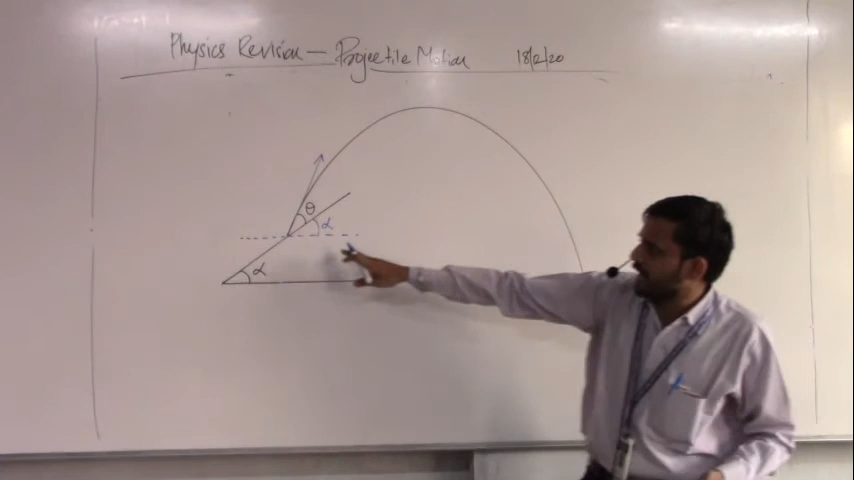 Physics Revision — Projectile Motion 18/2/20
θ
α
α